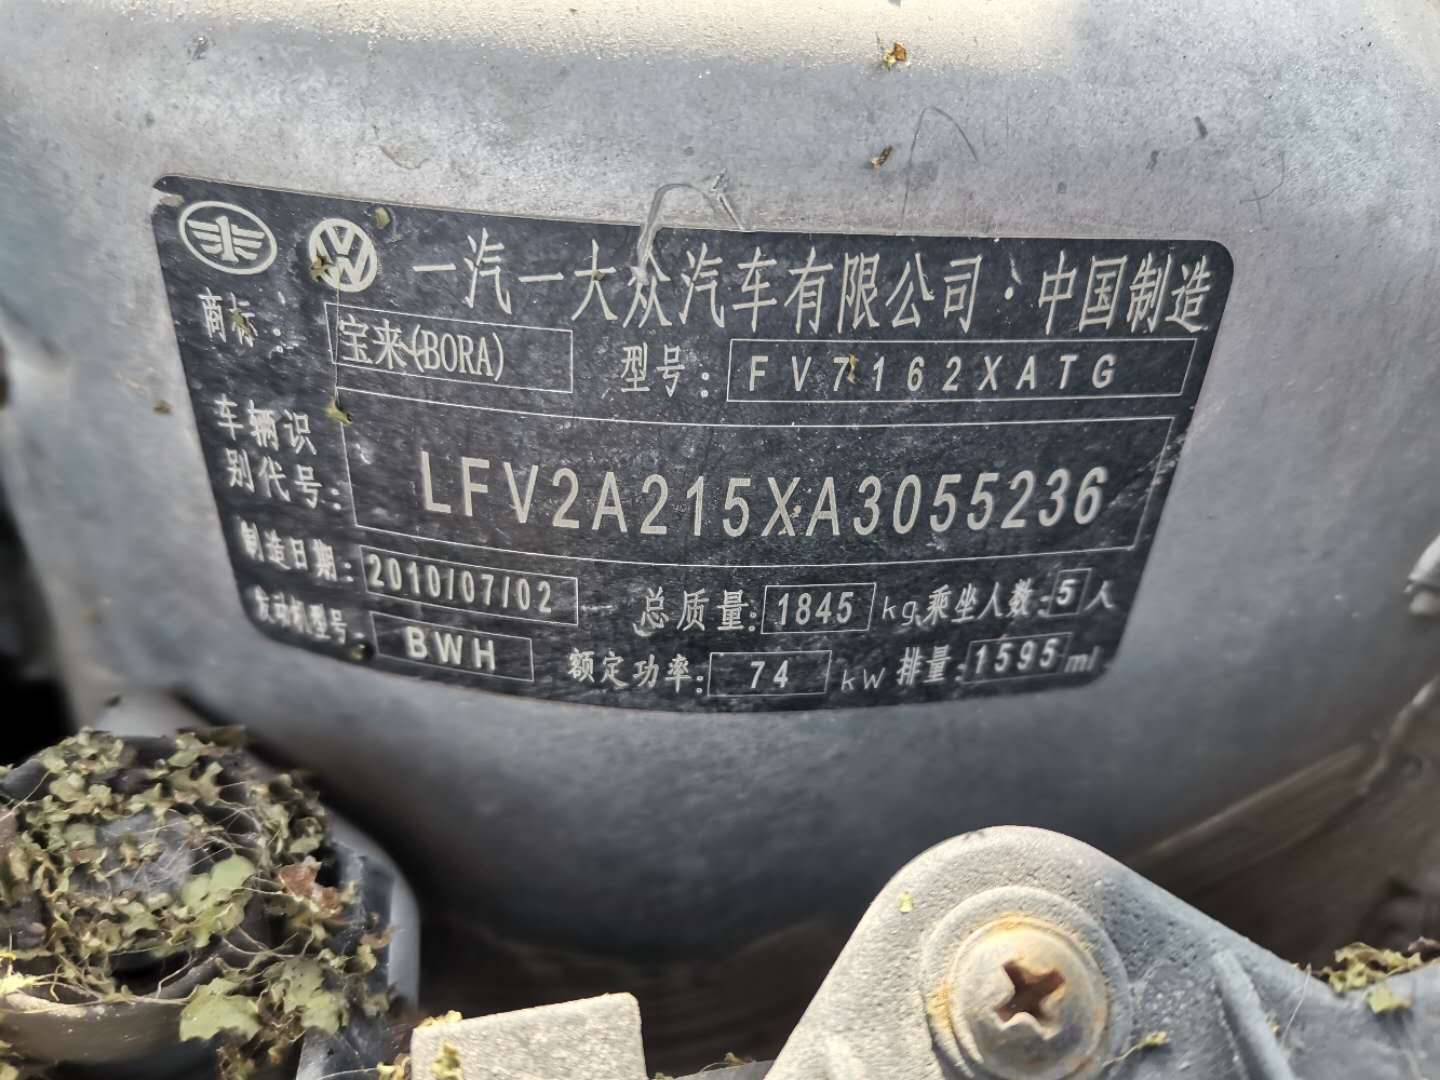 一汽一大众汽车有限公司·中国制造
商标: 宝来(BORA) 型号: FV7162XATG
车辆识别代号: LFV2A215XA3055236
制造日期: 2010/07/02 总质量: 1845 kg 乘坐人数: 5 人
发动机型号: BWH 额定功率: 74 kW 排量: 1595 ml